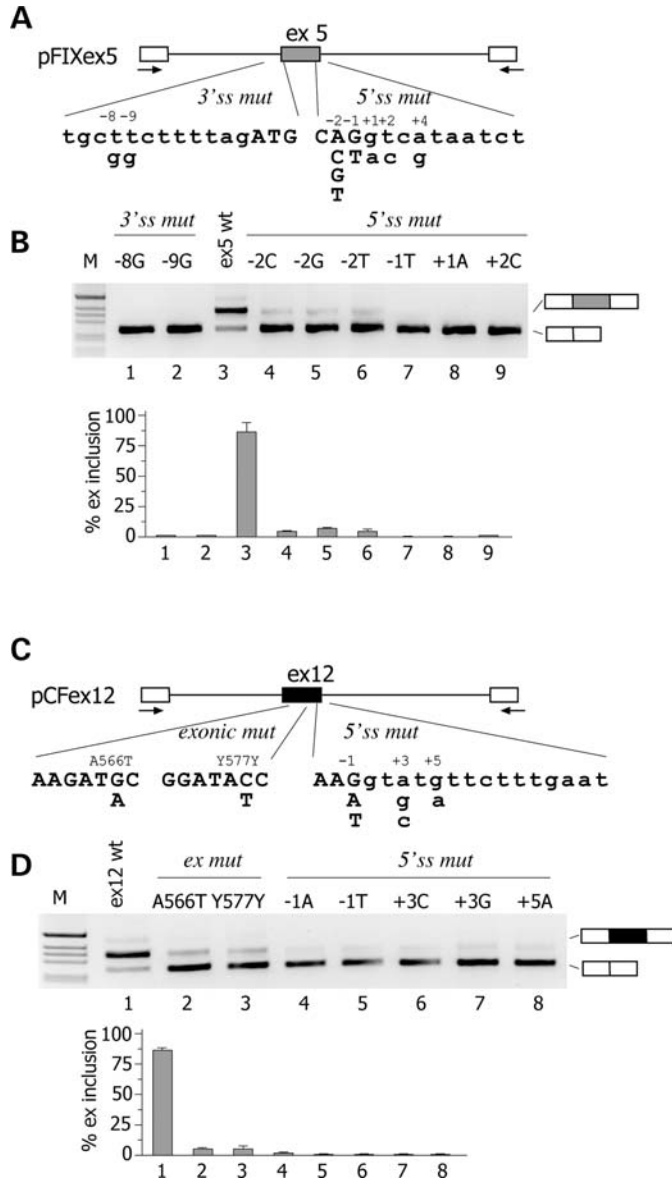 A
ex 5
pFIXex5
3'ss mut 5'ss mut
-8 -9 -2 -1 +1 +2 +4
tgcttcttttagATG CAGgtcataatct
gg CTac g
G
T
B
3'ss mut ex5 wt 5'ss mut
M -8G -9G -2C -2G -2T -1T +1A +2C
1 2 3 4 5 6 7 8 9
% ex inclusion
100
75
50
25
0
1 2 3 4 5 6 7 8 9
C
ex12
pCFex12
exonic mut 5'ss mut
A566T Y577Y -1 +3 +5
AAGATGC GGATACC AAGgtatgttctttgaat
A T A g a
T c
D
ex12 wt ex mut 5'ss mut
M A566T Y577Y -1A -1T +3C +3G +5A
1 2 3 4 5 6 7 8
% ex inclusion
100
75
50
25
0
1 2 3 4 5 6 7 8